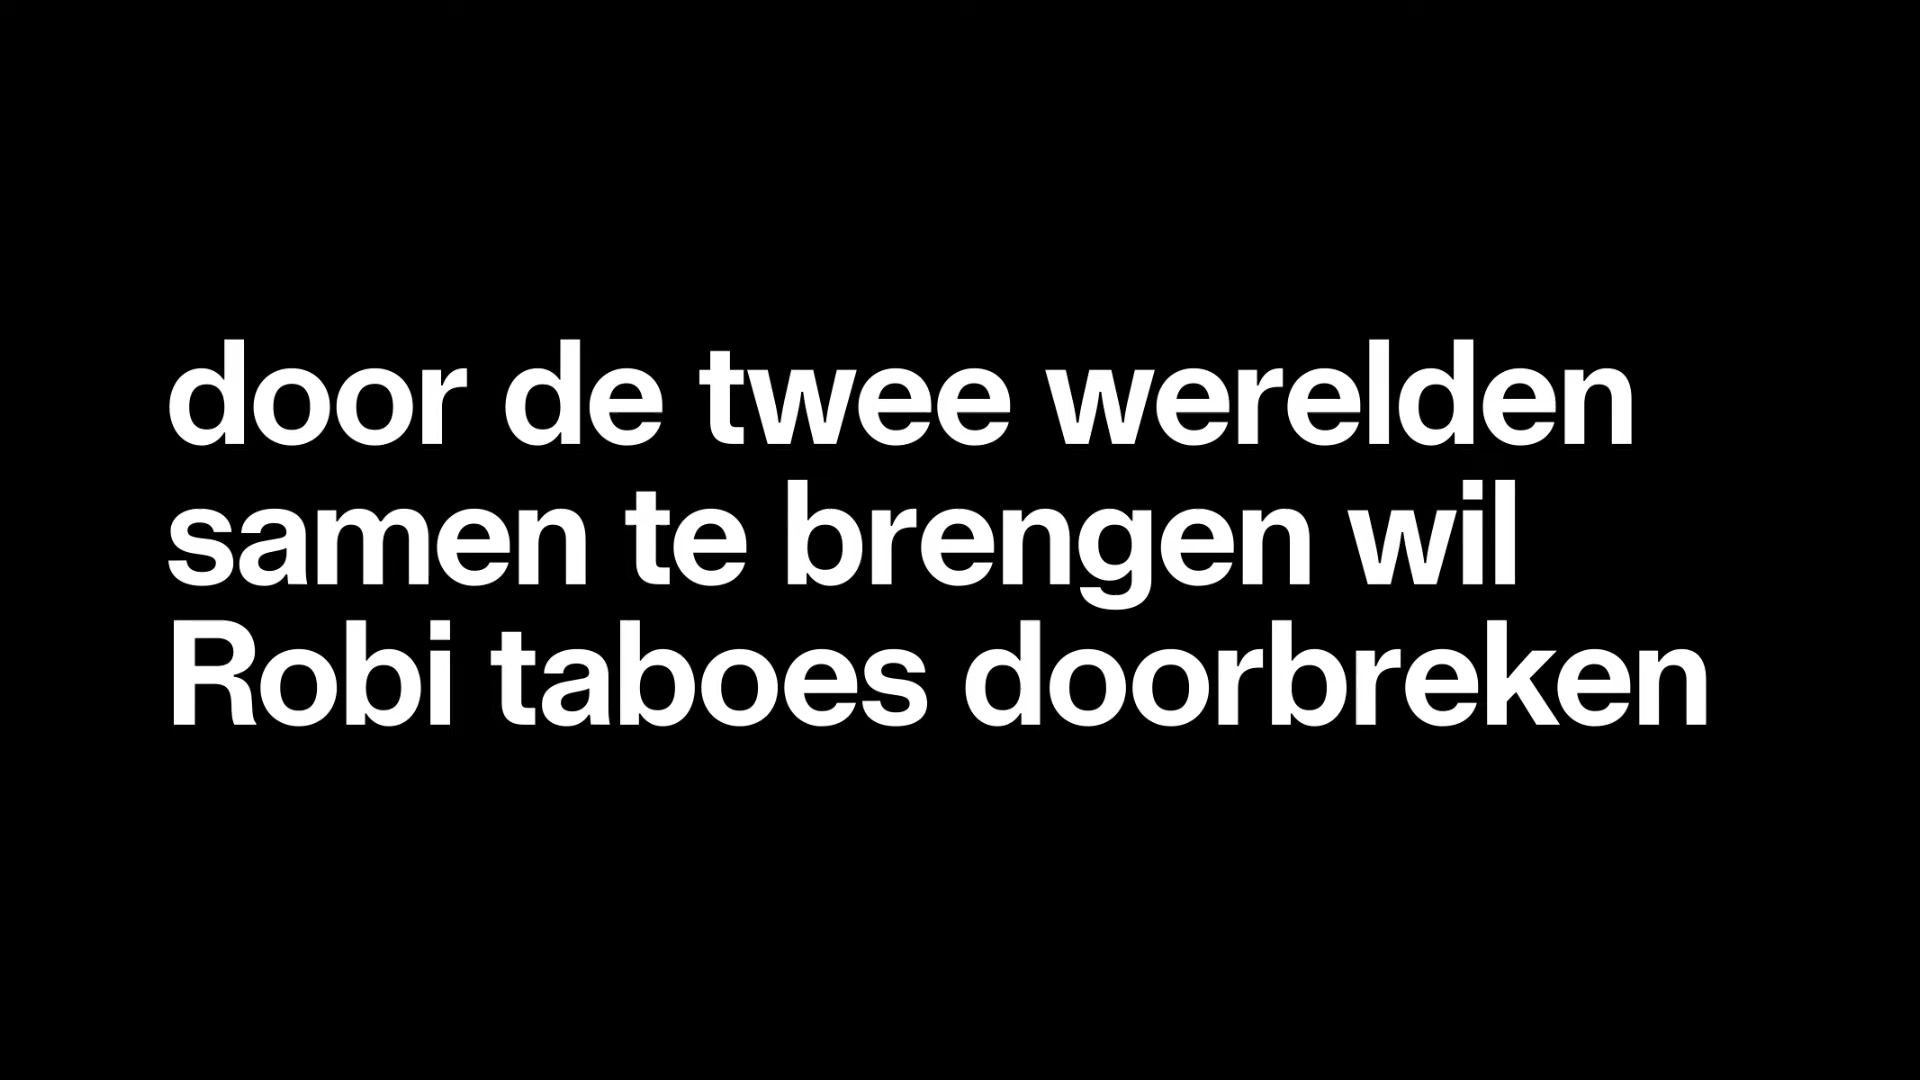 door de twee werelden
samen te brengen wil
Robi taboes doorbreken